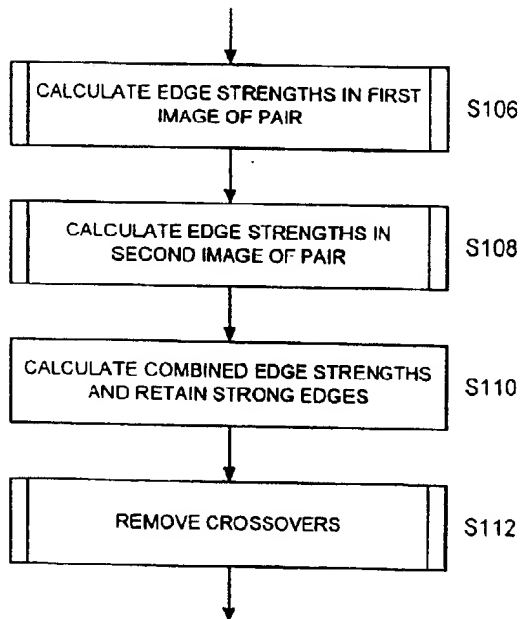 CALCULATE EDGE STRENGTHS IN FIRST
IMAGE OF PAIR
S106
CALCULATE EDGE STRENGTHS IN
SECOND IMAGE OF PAIR
S108
CALCULATE COMBINED EDGE STRENGTHS
AND RETAIN STRONG EDGES
S110
REMOVE CROSSOVERS
S112